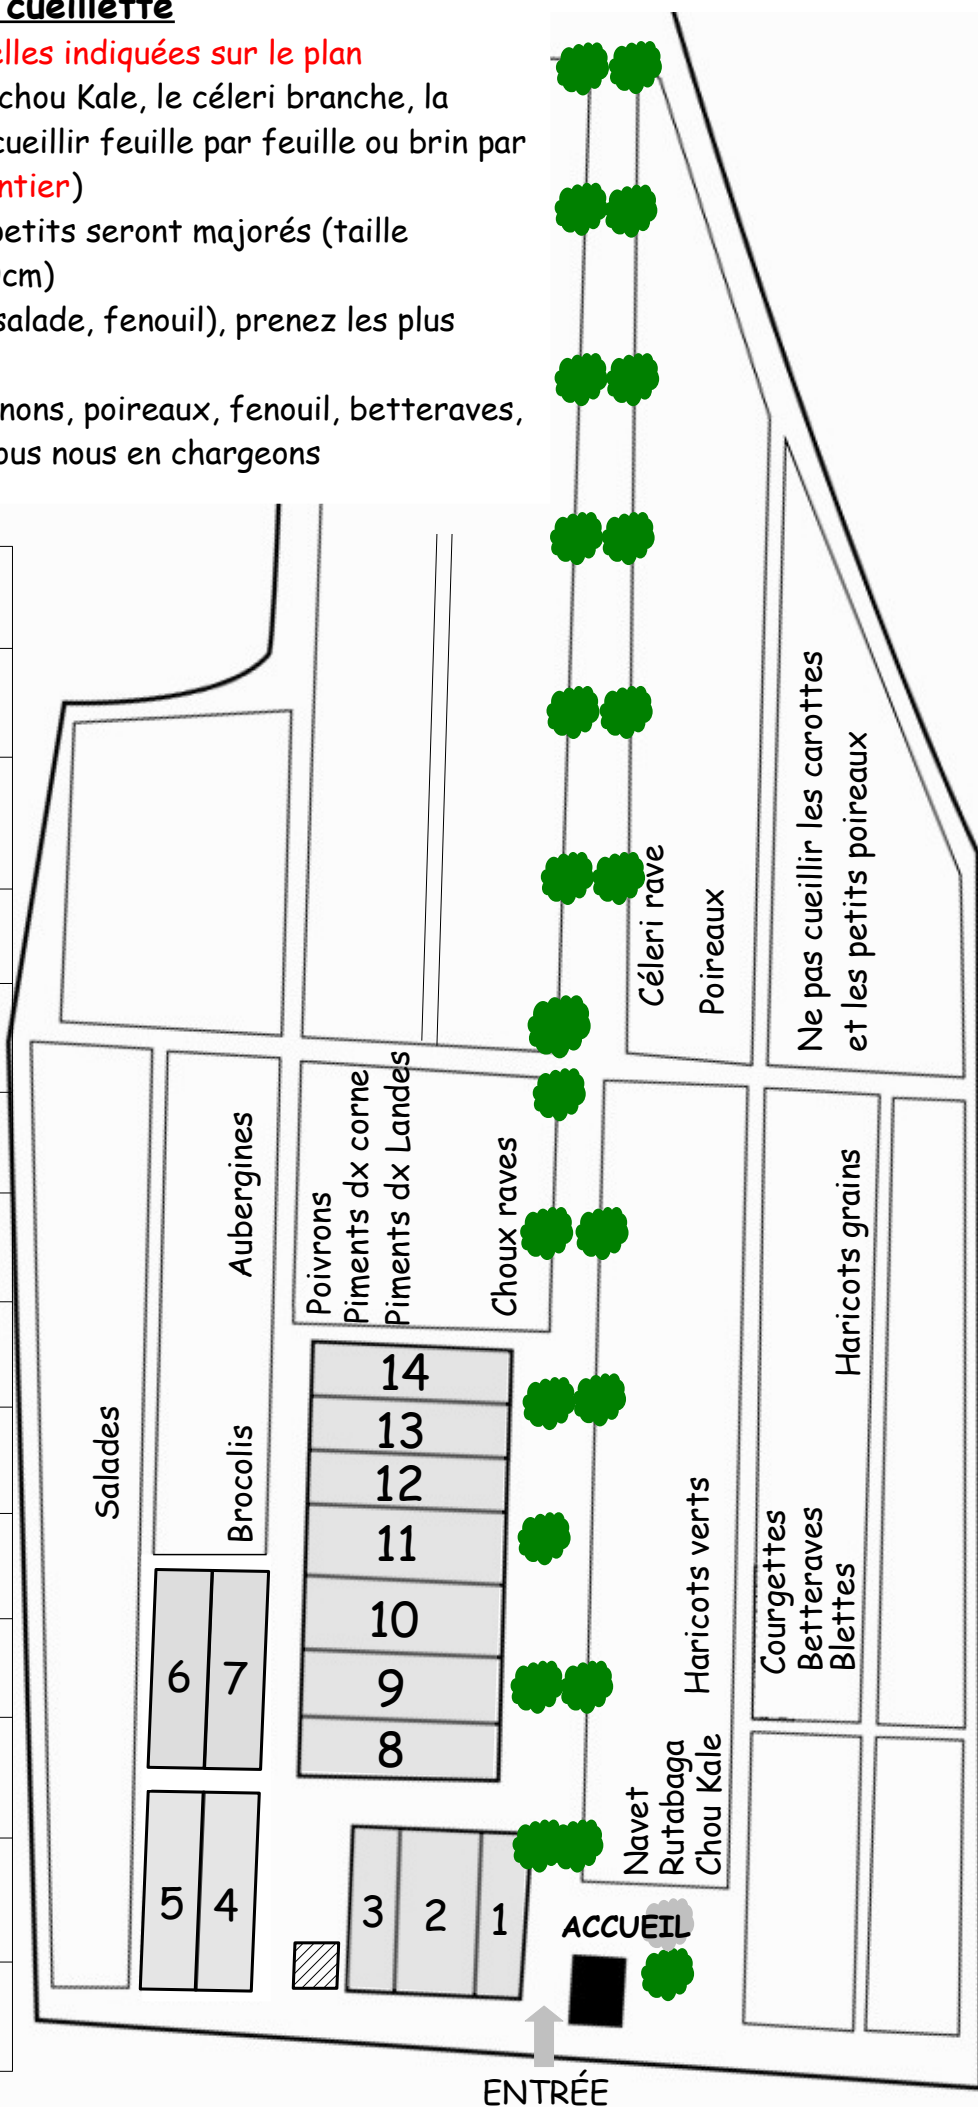 cueillette
elles indiquées sur le plan
chou Kale, le céleri branche, la
cueillir feuille par feuille ou brin par
ntier)
petits seront majorés (taille
cm)
salade, fenouil), prenez les plus
nons, poireaux, fenouil, betteraves,
ous nous en chargeons
Ne pas cueillir les carottes
et les petits poireaux
Céleri rave
Poireaux
Aubergines
Poivrons
Piments dx corne
Piments dx Landes
Choux raves
Haricots grains
Salades
Brocolis
14
13
12
11
10
9
8
Haricots verts
Courgettes
Betteraves
Blettes
6
7
Navet
Rutabaga
Chou Kale
5
4
3
2
1
ACCUEIL
ENTRÉE